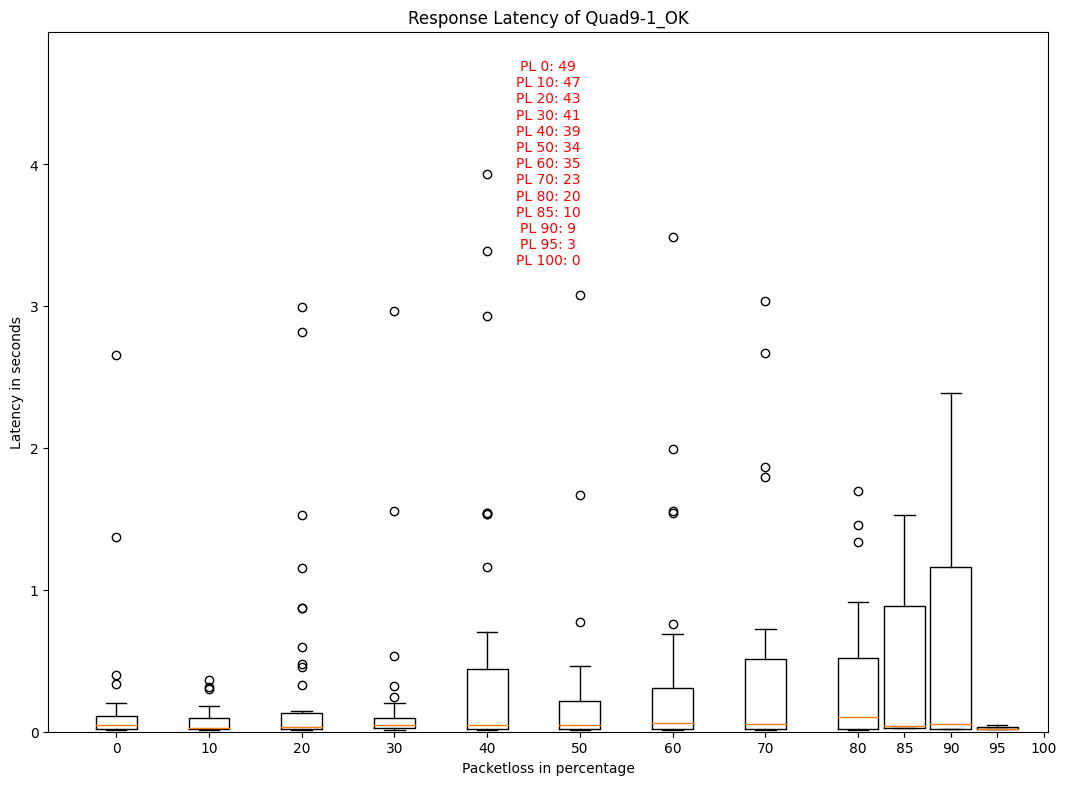 Response Latency of Quad9-1_OK
PL 0: 49
PL 10: 47
PL 20: 43
PL 30: 41
PL 40: 39
PL 50: 34
PL 60: 35
PL 70: 23
PL 80: 20
PL 85: 10
PL 90: 9
PL 95: 3
PL 100: 0
Latency in seconds
4
3
2
1
0
0 10 20 30 40 50 60 70 80 85 90 95 100
Packetloss in percentage